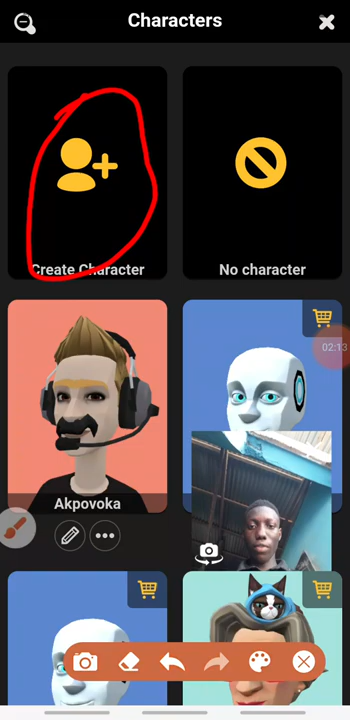 Characters
Create Character
No character
02:13
Akpovoka